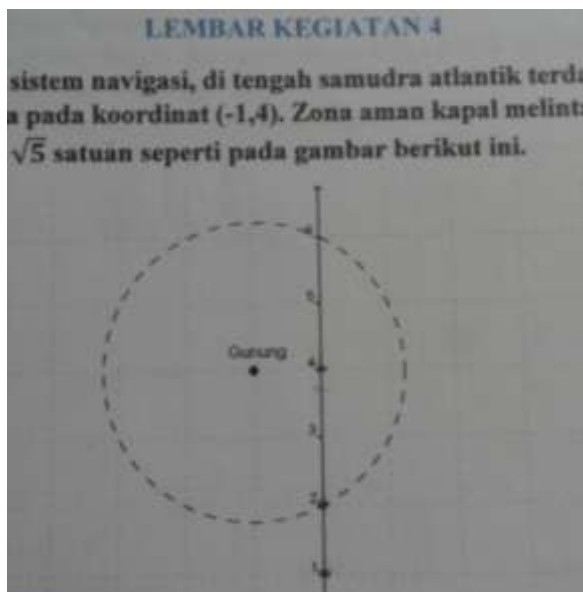 LEMBAR KEGIATAN 4
sistem navigasi, di tengah samudra atlantik terda
a pada koordinat (-1,4). Zona aman kapal melint
√5 satuan seperti pada gambar berikut ini.
6
5
Gunung
4
3
2
1